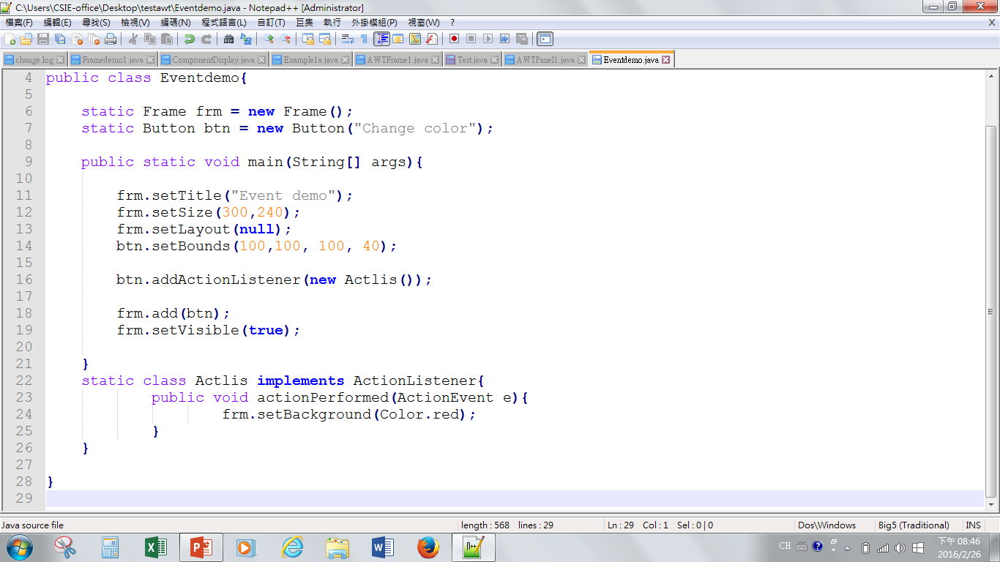 C:\Users\CSIE-office\Desktop\testawt\Eventdemo.java - Notepad++ [Administrator]
檔案(F) 編輯(E) 尋找(S) 檢視(V) 編碼(N) 程式語言(L) 自訂(T) 巨集 執行 外掛模組(P) 視窗(W) ? X
change.log Framedemo1.java ComponentDisplay.java Example1a.java AWTFrame1.java Test.java AWTPanel1.java Eventdemo.java
4 public class Eventdemo{
5
6 static Frame frm = new Frame();
7 static Button btn = new Button("Change color");
8
9 public static void main(String[] args){
10
11 frm.setTitle("Event demo");
12 frm.setSize(300,240);
13 frm.setLayout(null);
14 btn.setBounds(100,100, 100, 40);
15
16 btn.addActionListener(new Actlis());
17
18 frm.add(btn);
19 frm.setVisible(true);
20
21 }
22 static class Actlis implements ActionListener{
23 public void actionPerformed(ActionEvent e){
24 frm.setBackground(Color.red);
25 }
26 }
27
28 }
29
Java source file length : 568 lines : 29 Ln : 29 Col : 1 Sel : 0 | 0 Dos\Windows Big5 (Traditional) INS
CH 下午 08:46
2016/2/26